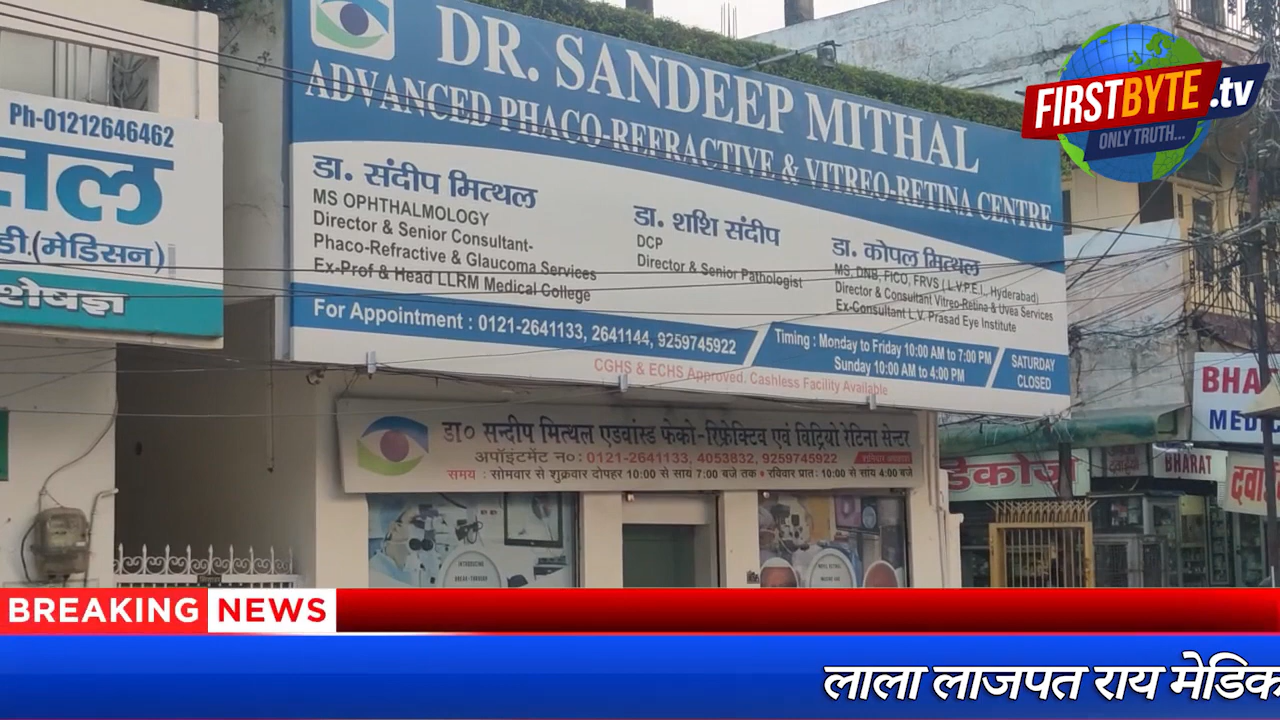 DR. SANDEEP MITHAL
ADVANCED PHACO-REFRACTIVE & VITREO-RETINA CENTRE
डा. संदीप मित्थल
MS OPHTHALMOLOGY
Director & Senior Consultant-
Phaco-Refractive & Glaucoma Services
Ex-Prof & Head LLRM Medical College
डा. शशि संदीप
DCP
Director & Senior Pathologist
डा. कोपल मित्थल
MS, DNB, FICO, FRVS (L.V.P.E.I., Hyderabad)
Director & Consultant Vitreo-Retina & Uvea Services
Ex-Consultant L.V. Prasad Eye Institute
For Appointment : 0121-2641133, 2641144, 9259745922
Timing : Monday to Friday 10:00 AM to 7:00 PM
Sunday 10:00 AM to 4:00 PM
SATURDAY
CLOSED
CGHS & ECHS Approved. Cashless Facility Available
डा० सन्दीप मित्थल एडवांस्ड फेको-रिफ्रेक्टिव एवं विट्रियो रेटिना सेन्टर
अपॉइंटमेंट न०: 0121-2641133, 4053832, 9259745922
समय : सोमवार से शुक्रवार दोपहर 10:00 से सांय 7:00 बजे तक • रविवार प्रात: 10:00 से सांय 4:00 बजे
Ph-01212646462
त्तल
डी.(मेडिसन)
शेषज्ञ
FIRSTBYTE.tv
ONLY TRUTH...
BHA
MEDIC
डिकोज़
BHARAT
दवा
INTRODUCING
BREAKING NEWS
लाला लाजपत राय मेडिक